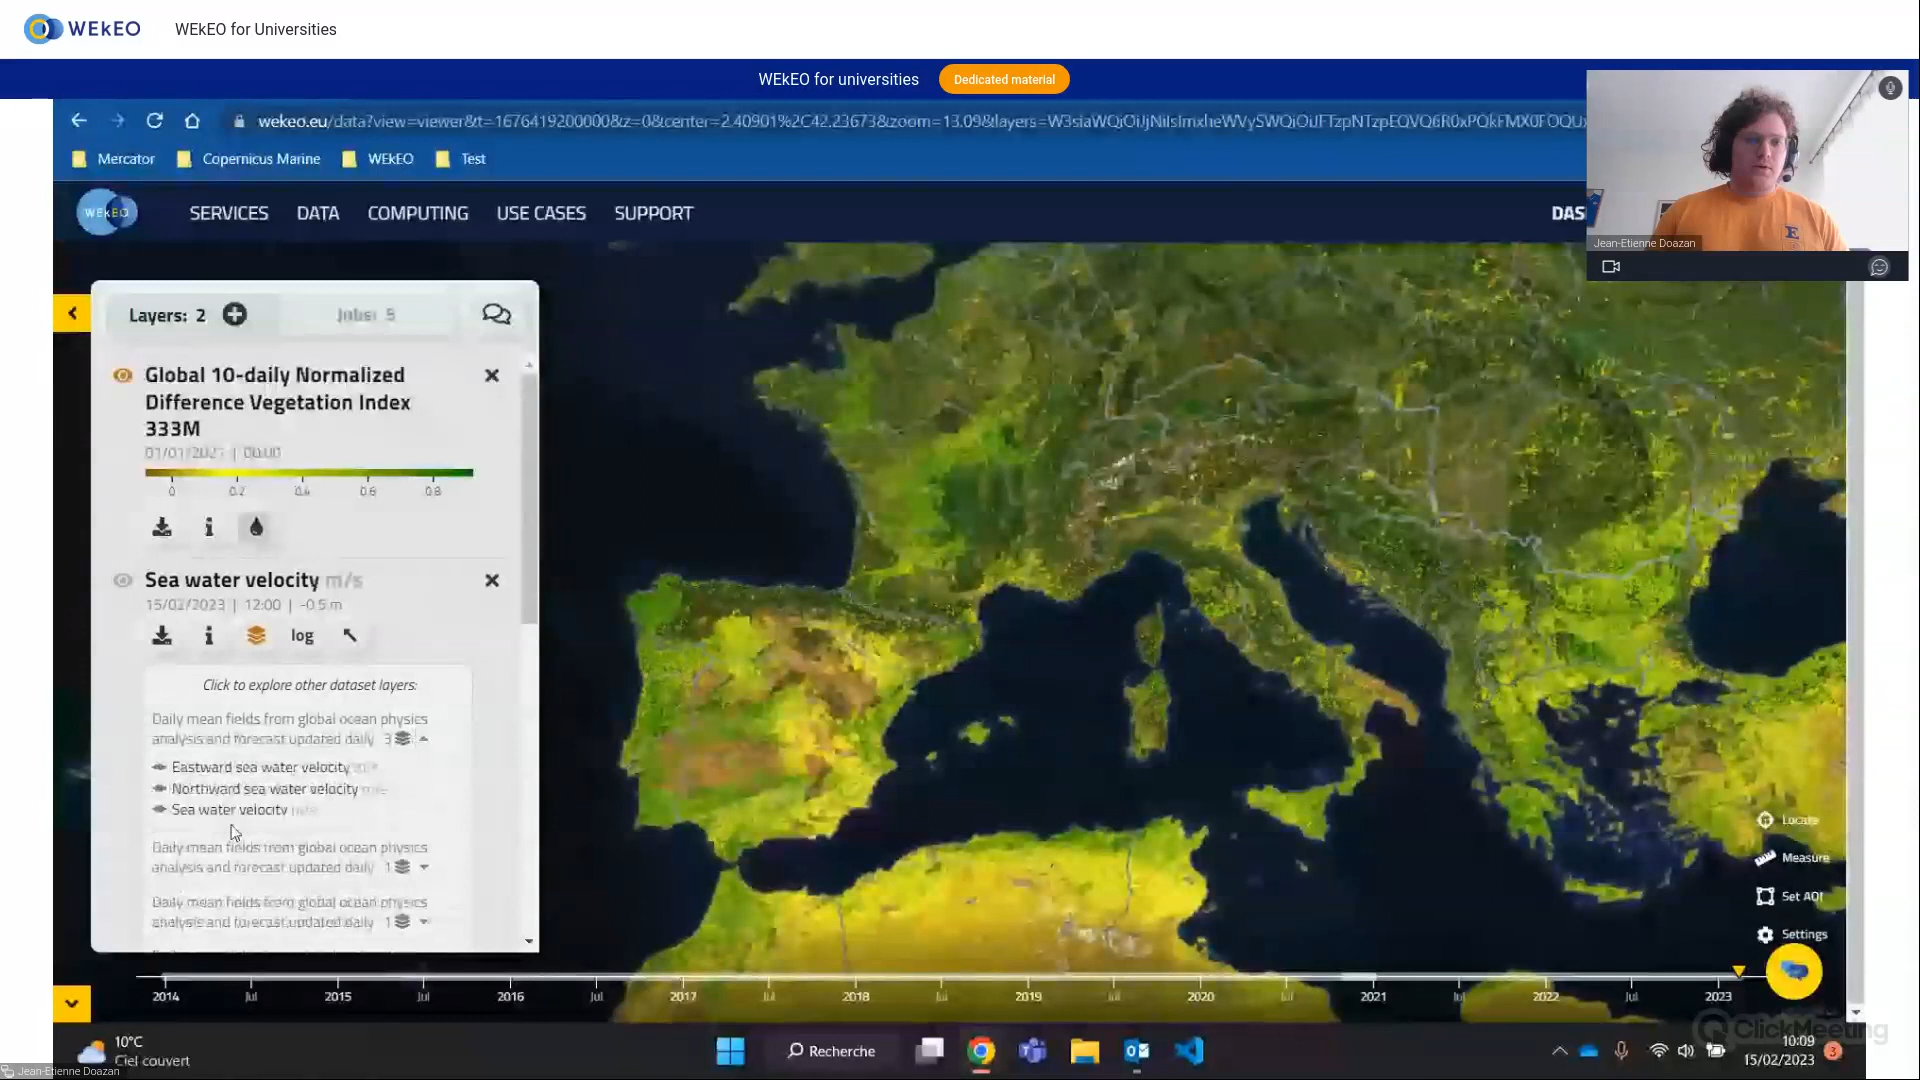 WEkEO
WEkEO for Universities
WEkEO for universities
Dedicated material
Mercator
Copernicus Marine
WEkEO
Test
WEkEO
SERVICES
DATA
COMPUTING
USE CASES
SUPPORT
Jean-Etienne Doazan
Layers: 2
Jobs: 5
Global 10-daily Normalized
Difference Vegetation Index
333M
00:00
0 0.2 0.4 0.6 0.8
Sea water velocity m/s
15/02/2023 | 12:00 | -0.5 m
log
Click to explore other dataset layers:
Daily mean fields from global ocean physics
analysis and forecast updated daily 3
Eastward sea water velocity
Northward sea water velocity
Sea water velocity
Daily mean fields from global ocean physics
analysis and forecast updated daily 1
Daily mean fields from global ocean physics
analysis and forecast updated daily 1
Locate
Measure
Set AOI
Settings
2014 Jul 2015 Jul 2016 Jul 2017 Jul 2018 Jul 2019 Jul 2020 Jul 2021 Jul 2022 Jul 2023
ClickMeeting
10°C
Ciel couvert
Recherche
10:09
15/02/2023
3
Jean-Etienne Doazan